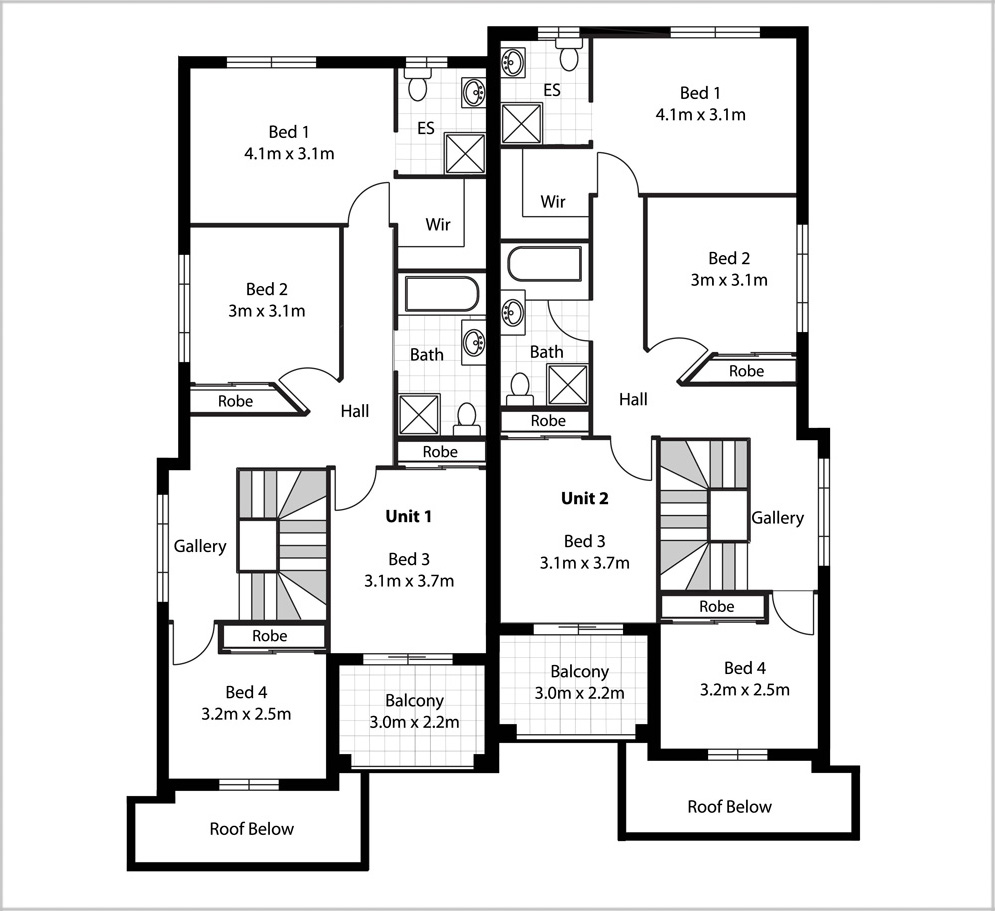 Bed 1
4.1m x 3.1m
ES
Wir
Bed 2
3m x 3.1m
Robe
Bath
Hall
Robe
Unit 1
Bed 3
3.1m x 3.7m
Gallery
Robe
Bed 4
3.2m x 2.5m
Balcony
3.0m x 2.2m
Roof Below
ES
Bed 1
4.1m x 3.1m
Wir
Bed 2
3m x 3.1m
Robe
Bath
Hall
Robe
Unit 2
Bed 3
3.1m x 3.7m
Gallery
Robe
Bed 4
3.2m x 2.5m
Balcony
3.0m x 2.2m
Roof Below